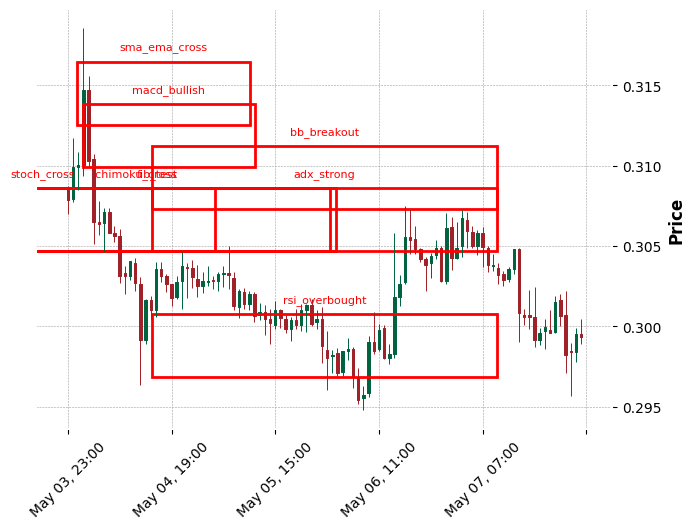 sma_ema_cross
macd_bullish
bb_breakout
stoch_cross
adx_strong
rsi_overbought
0.315
0.310
0.305
0.300
0.295
Price
May 03, 23:00
May 04, 19:00
May 05, 15:00
May 06, 11:00
May 07, 07:00